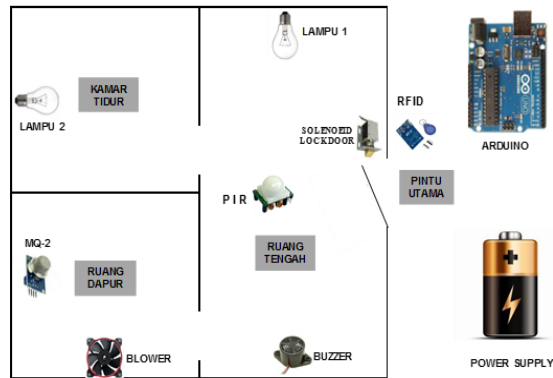 LAMPU 1
KAMAR
TIDUR
LAMPU 2
RFID
SOLENOID
LOCKDOOR
ARDUINO
PIR
PINTU
UTAMA
MQ-2
RUANG
DAPUR
RUANG
TENGAH
BLOWER
BUZZER
POWER SUPPLY